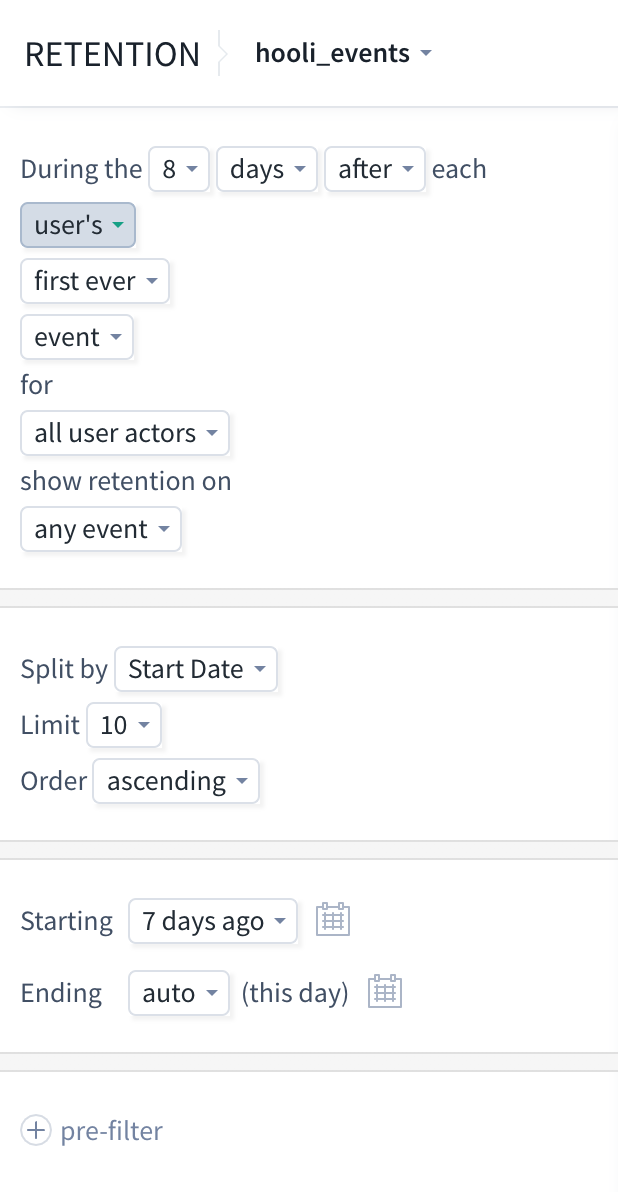 RETENTION hooli_events
During the 8 days after each
user's
first ever
event
for
all user actors
show retention on
any event
Split by Start Date
Limit 10
Order ascending
Starting 7 days ago
Ending auto (this day)
pre-filter